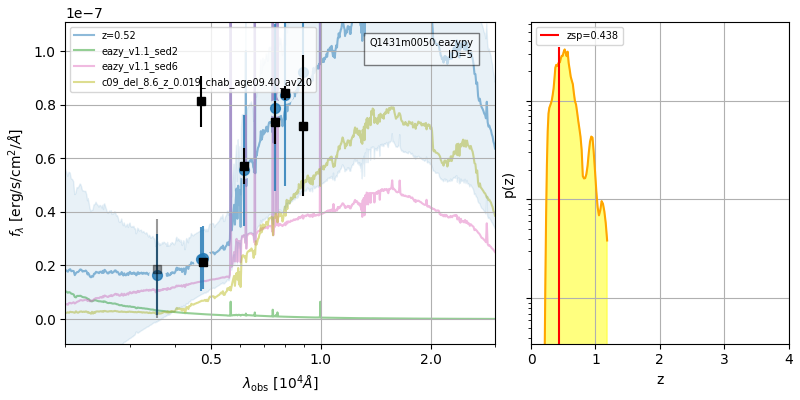 1e−7
z=0.52
eazy_v1.1_sed2
eazy_v1.1_sed6
c09_del_8.6_z_0.019_chab_age09.40_av2.0
Q1431m0050.eazypy
ID=5
1.0
0.8
0.6
0.4
0.2
0.0
fλ [erg/s/cm²/Å]
0.5 1.0 2.0
λobs [10⁴Å]
zsp=0.438
p(z)
0 1 2 3 4
z